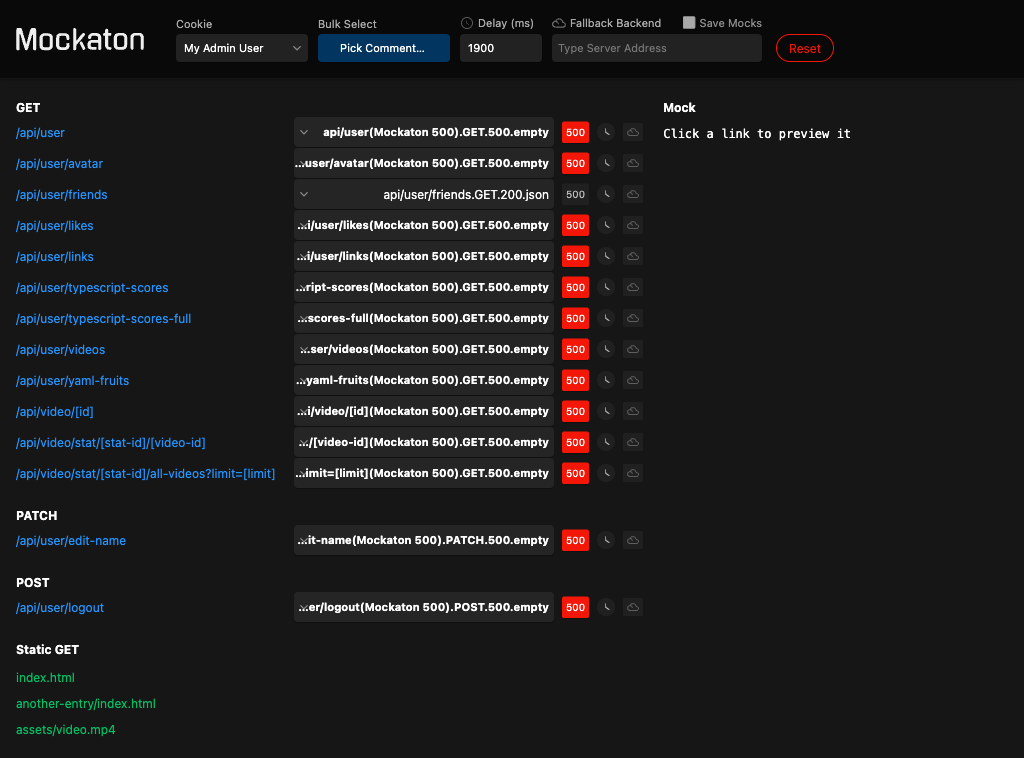 Mockaton
Cookie
My Admin User
Bulk Select
Pick Comment…
Delay (ms)
1900
Fallback Backend
Type Server Address
Save Mocks
Reset
GET
/api/user api/user(Mockaton 500).GET.500.empty 500
/api/user/avatar …user/avatar(Mockaton 500).GET.500.empty 500
/api/user/friends api/user/friends.GET.200.json 500
/api/user/likes …i/user/likes(Mockaton 500).GET.500.empty 500
/api/user/links …i/user/links(Mockaton 500).GET.500.empty 500
/api/user/typescript-scores …ript-scores(Mockaton 500).GET.500.empty 500
/api/user/typescript-scores-full …scores-full(Mockaton 500).GET.500.empty 500
/api/user/videos …ser/videos(Mockaton 500).GET.500.empty 500
/api/user/yaml-fruits …yaml-fruits(Mockaton 500).GET.500.empty 500
/api/video/[id] …i/video/[id](Mockaton 500).GET.500.empty 500
/api/video/stat/[stat-id]/[video-id] …/[video-id](Mockaton 500).GET.500.empty 500
/api/video/stat/[stat-id]/all-videos?limit=[limit] …imit=[limit](Mockaton 500).GET.500.empty 500
PATCH
/api/user/edit-name …it-name(Mockaton 500).PATCH.500.empty 500
POST
/api/user/logout …er/logout(Mockaton 500).POST.500.empty 500
Static GET
index.html
another-entry/index.html
assets/video.mp4
Mock
Click a link to preview it